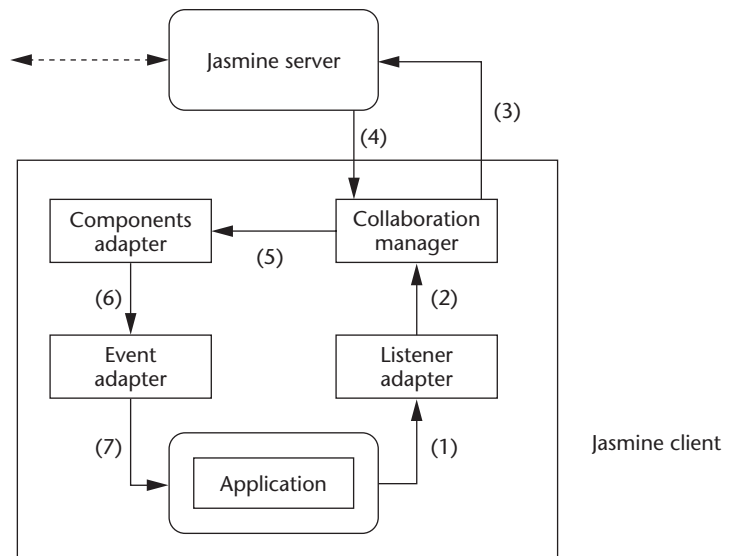 Jasmine server
(3)
(4)
Components
adapter
Collaboration
manager
(5)
(6)
(2)
Event
adapter
Listener
adapter
(7)
(1)
Application
Jasmine client